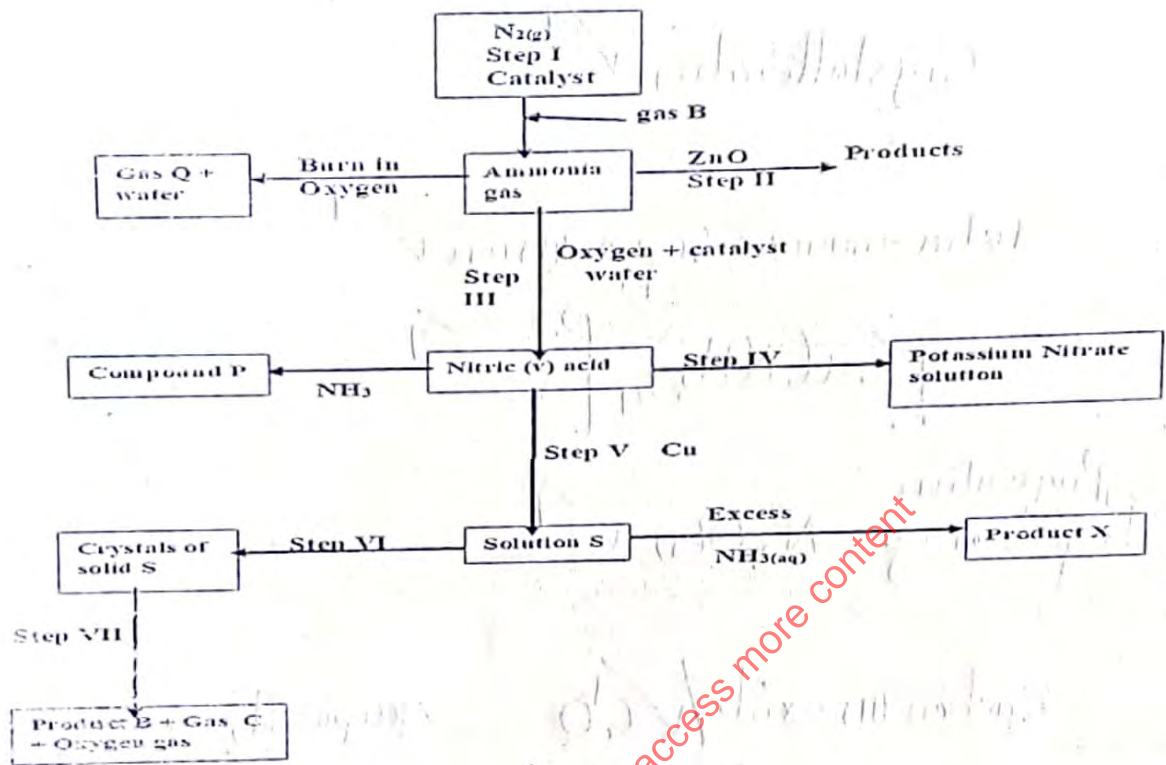 N2(g)
Step I
Catalyst
gas B
Gas Q +
water
Burn in
Oxygen
Ammonia
gas
ZnO
Step II
Products
Step
III
Oxygen + catalyst
water
Compound P
NH3
Nitric (v) acid
Step IV
Potassium Nitrate
solution
Step V Cu
Crystals of
solid S
Step VI
Solution S
Excess
NH3(aq)
Product X
Step VII
Product B + Gas C
+ Oxygen gas
access more content